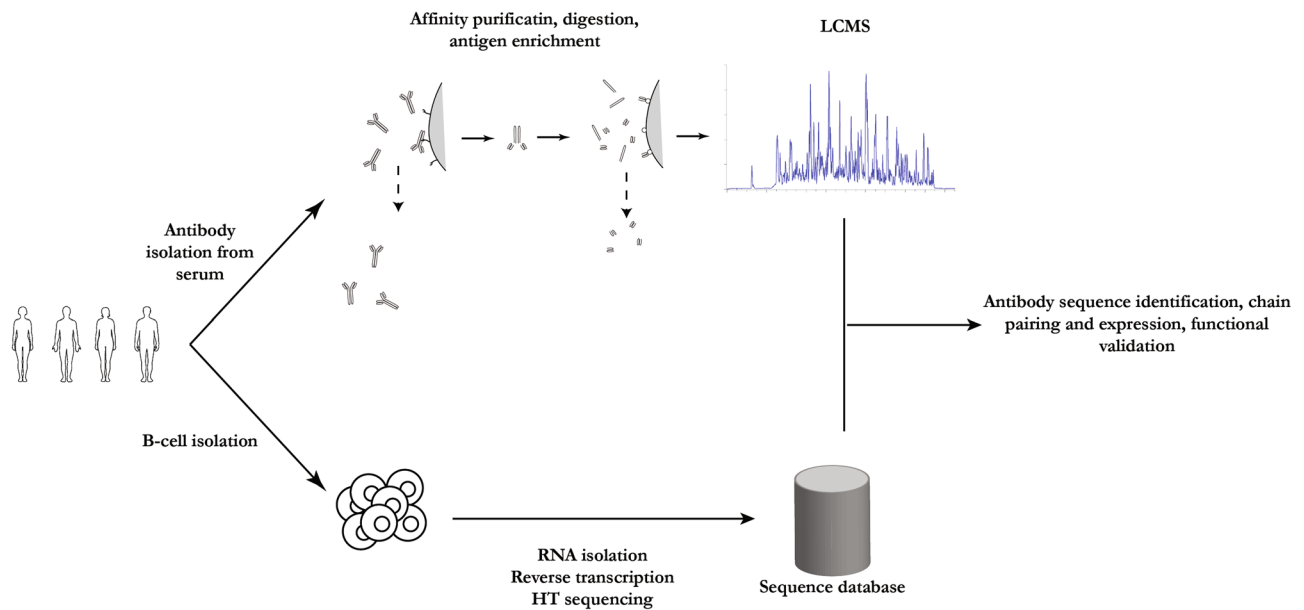 Affinity purificatin, digestion,
antigen enrichment
LCMS
Antibody
isolation from
serum
Antibody sequence identification, chain
pairing and expression, functional
validation
B-cell isolation
RNA isolation
Reverse transcription
HT sequencing
Sequence database